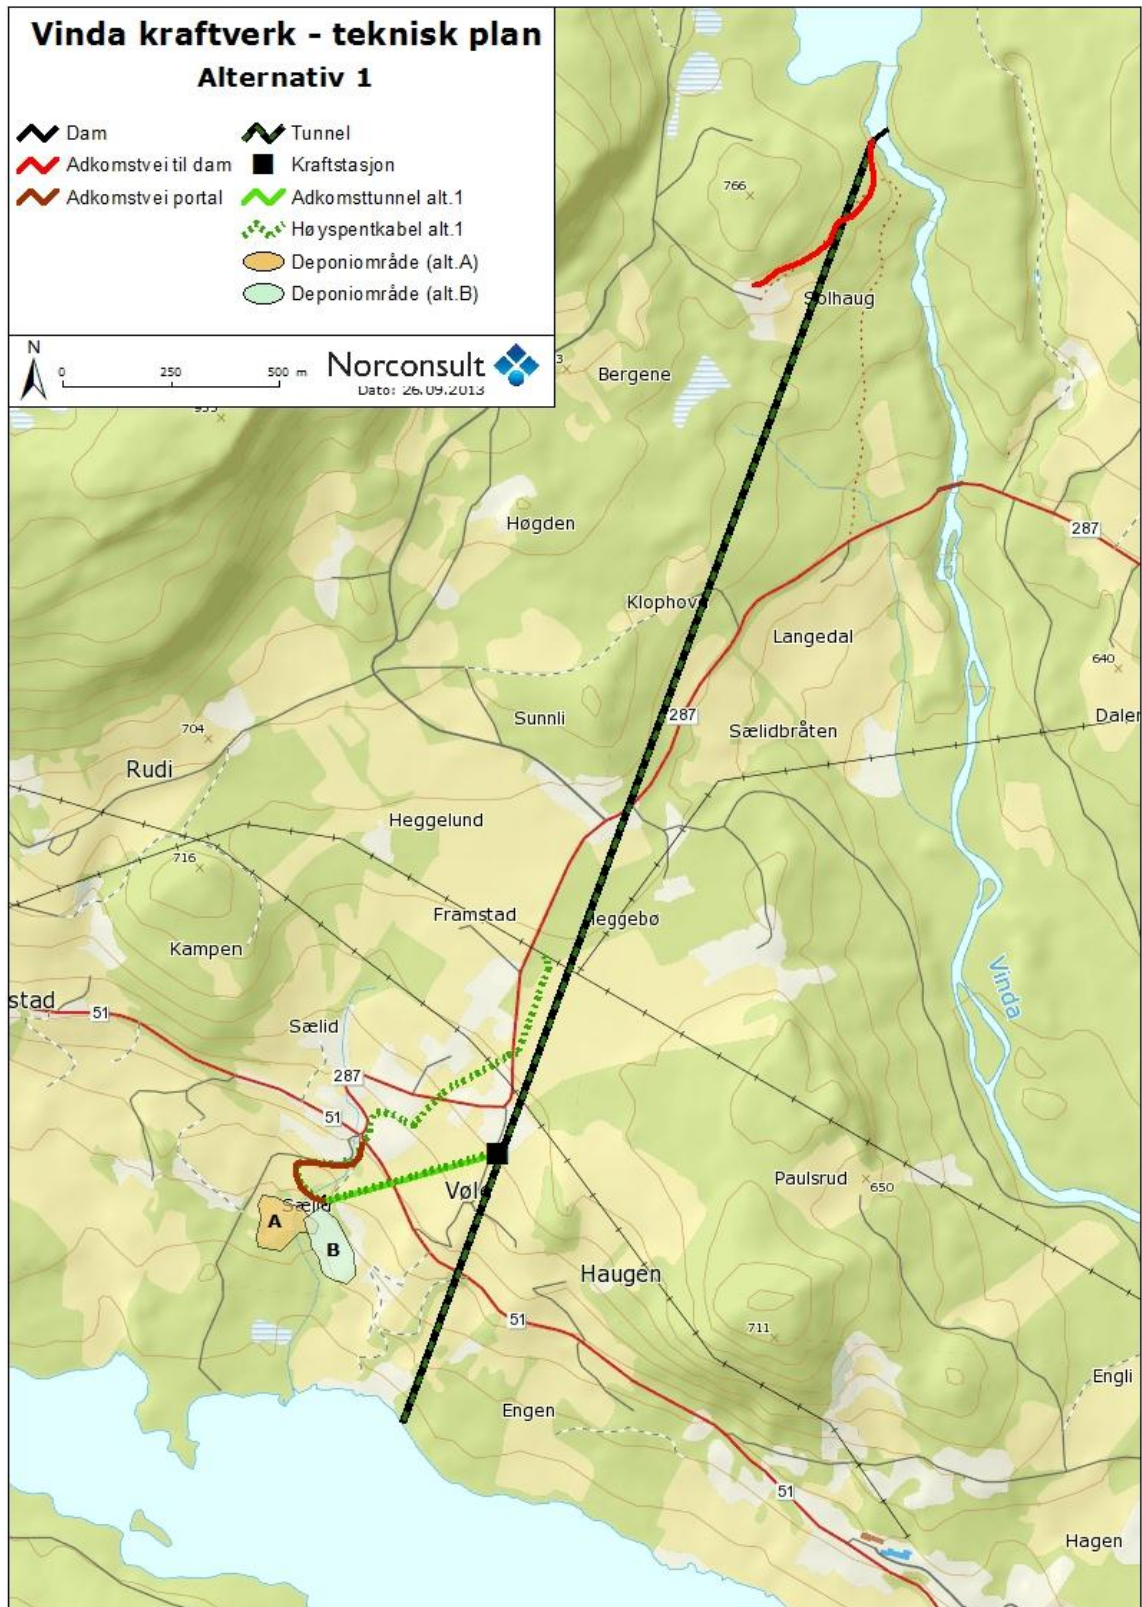 Vinda kraftverk - teknisk plan
Alternativ 1
Dam
Tunnel
Adkomstvei til dam
Kraftstasjon
Adkomstvei portal
Adkomsttunnel alt.1
Høyspentkabel alt.1
Deponiområde (alt.A)
Deponiområde (alt.B)
N
0 250 500 m
Norconsult
Dato: 26.09.2013
766
Solhaug
Bergene
Høgden
287
Klophov
Langedal
640
287
Sunnli
Sælidbråten
Daler
704
Rudi
Heggelund
716
Framstad
Heggebø
Kampen
Vinda
stad
51
Sælid
287
51
Paulsrud
650
Vøle
Sælid
A
B
Haugen
51
711
Engli
Engen
51
Hagen